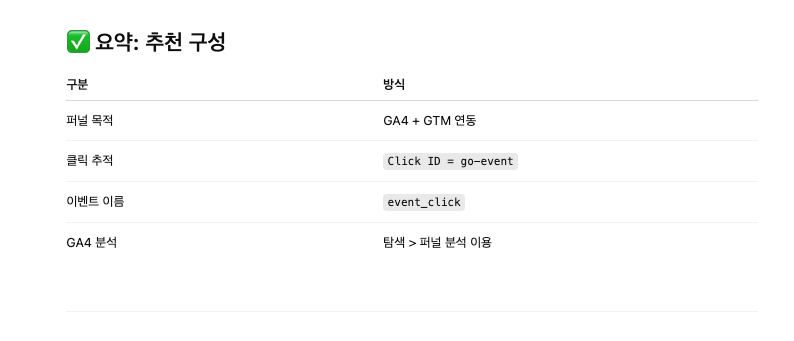 ✅ 요약: 추천 구성
구분 방식
퍼널 목적 GA4 + GTM 연동
클릭 추적 Click ID = go-event
이벤트 이름 event_click
GA4 분석 탐색 > 퍼널 분석 이용